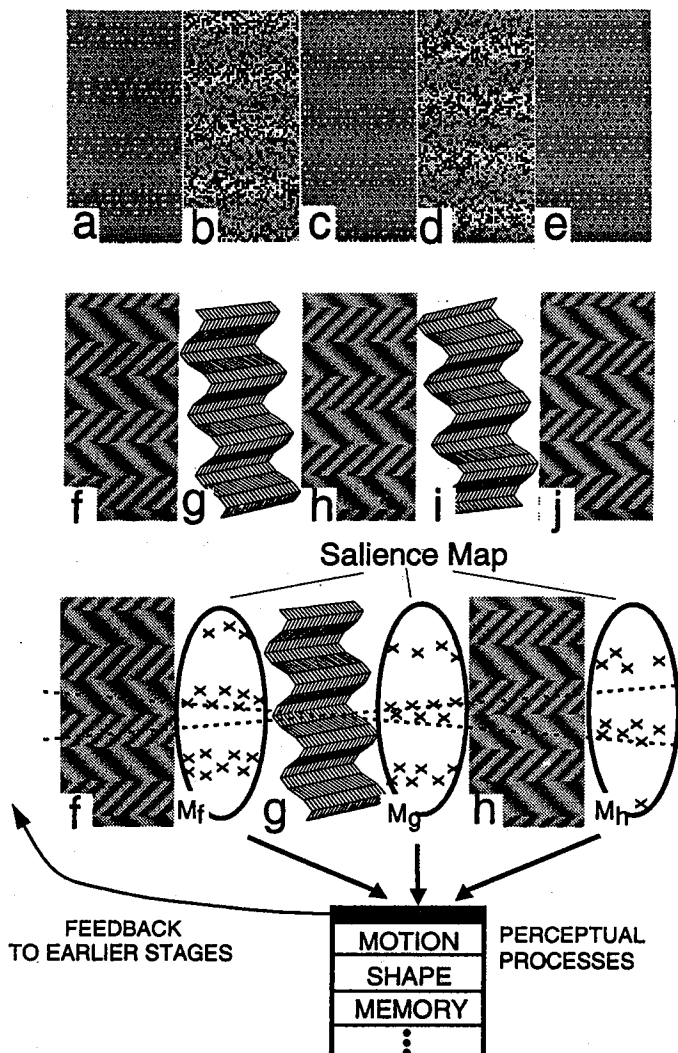 a b c d e
f g h i j
Salience Map
f Mf g Mg h Mh
FEEDBACK
TO EARLIER STAGES
PERCEPTUAL
PROCESSES
MOTION
SHAPE
MEMORY